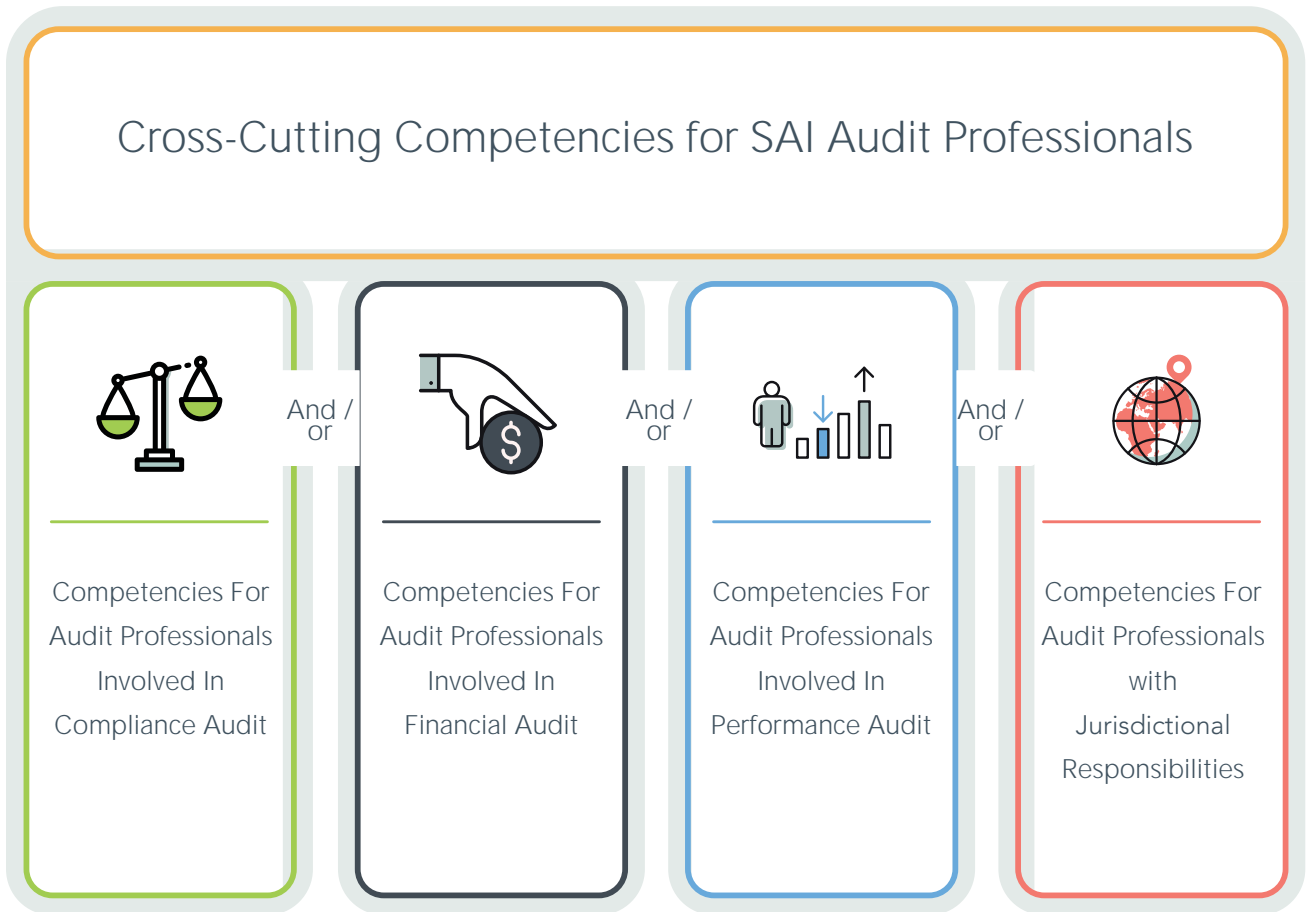 Cross-Cutting Competencies for SAI Audit Professionals
And /
or
And /
or
And /
or
$
Competencies For
Audit Professionals
Involved In
Compliance Audit
Competencies For
Audit Professionals
Involved In
Financial Audit
Competencies For
Audit Professionals
Involved In
Performance Audit
Competencies For
Audit Professionals
with
Jurisdictional
Responsibilities